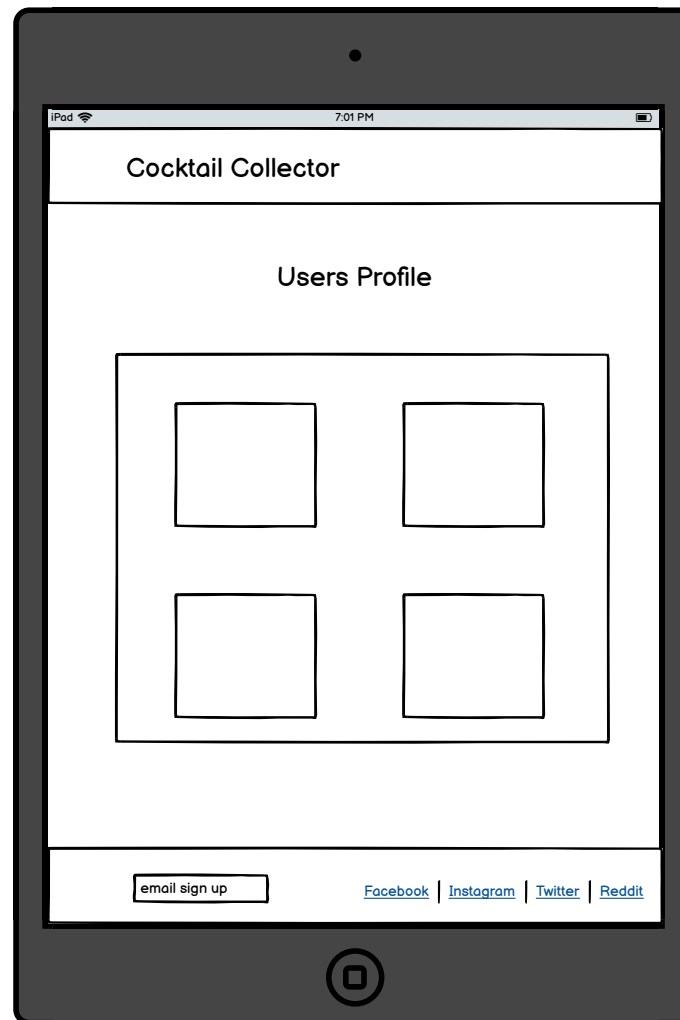 iPad 7:01 PM
Cocktail Collector
Users Profile
email sign up
Facebook Instagram Twitter Reddit